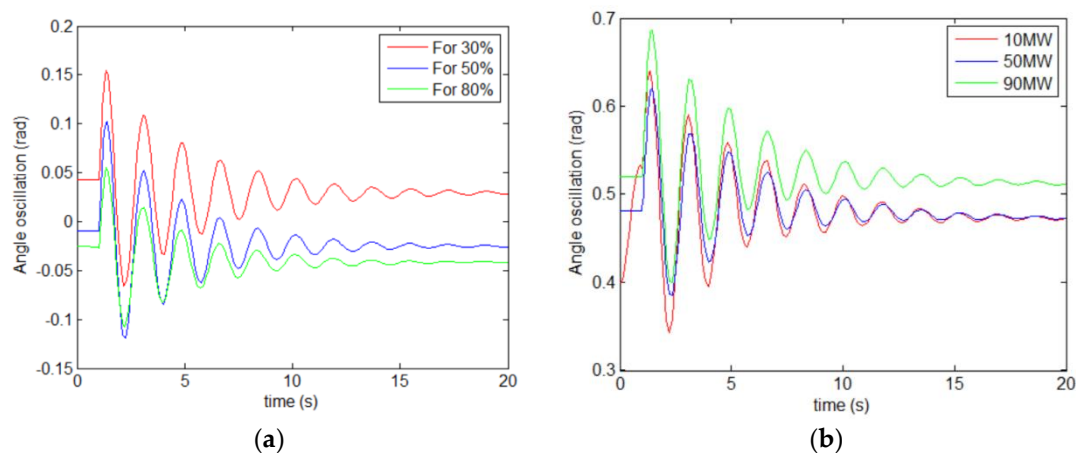 0.2
0.15
0.1
0.05
0
-0.05
-0.1
-0.15
Angle oscillation (rad)
For 30%
For 50%
For 80%
0 5 10 15 20
time (s)
(a)
0.7
0.6
0.5
0.4
0.3
Angle oscillation (rad)
10MW
50MW
90MW
0 5 10 15 20
time (s)
(b)